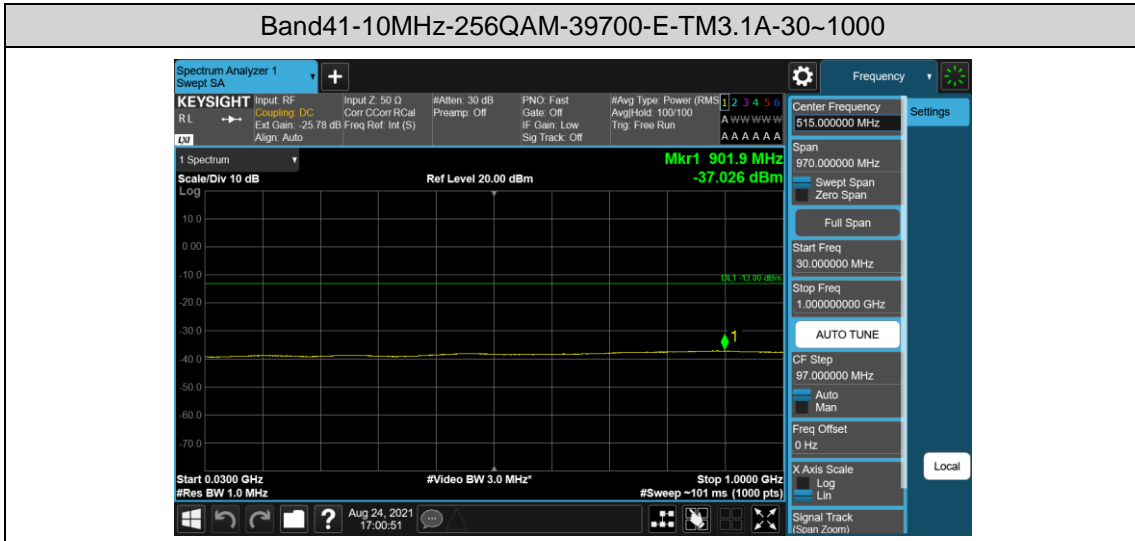 Band41-10MHz-256QAM-39700-E-TM3.1A-30~1000
Spectrum Analyzer 1
Swept SA
+
Frequency
KEYSIGHT
RL
LXI
Input: RF
Coupling: DC
Ext Gain: -25.78 dB
Align: Auto
Input Z: 50 Ω
Corr CCorr RCal
Freq Ref: Int (S)
#Atten: 30 dB
Preamp: Off
PNO: Fast
Gate: Off
IF Gain: Low
Sig Track: Off
#Avg Type: Power (RMS
Avg|Hold: 100/100
Trig: Free Run
1 2 3 4 5 6
A W W W W W
A A A A A A
1 Spectrum
Scale/Div 10 dB
Log
Ref Level 20.00 dBm
Mkr1 901.9 MHz
-37.026 dBm
10.0
0.00
-10.0
DL1 -13.00 dBm
-20.0
-30.0
1
-40.0
-50.0
-60.0
-70.0
Start 0.0300 GHz
#Res BW 1.0 MHz
#Video BW 3.0 MHz*
Stop 1.0000 GHz
#Sweep ~101 ms (1000 pts)
Center Frequency
515.000000 MHz
Span
970.000000 MHz
Swept Span
Zero Span
Full Span
Start Freq
30.000000 MHz
Stop Freq
1.000000000 GHz
AUTO TUNE
CF Step
97.000000 MHz
Auto
Man
Freq Offset
0 Hz
X Axis Scale
Log
Lin
Signal Track
(Span Zoom)
Settings
Local
?
Aug 24, 2021
17:00:51